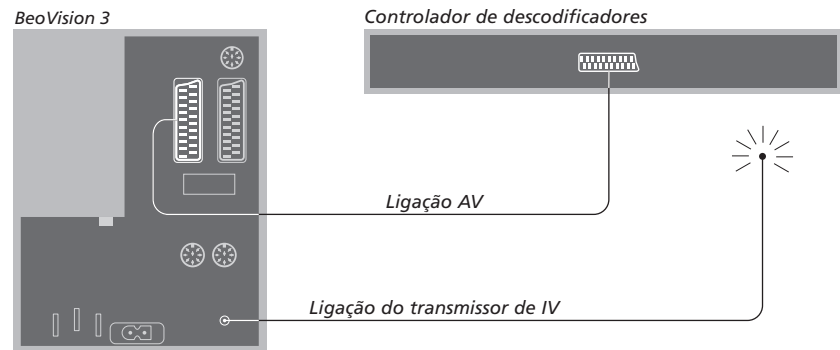 BeoVision 3
Controlador de descodificadores
Ligação AV
Ligação do transmissor de IV